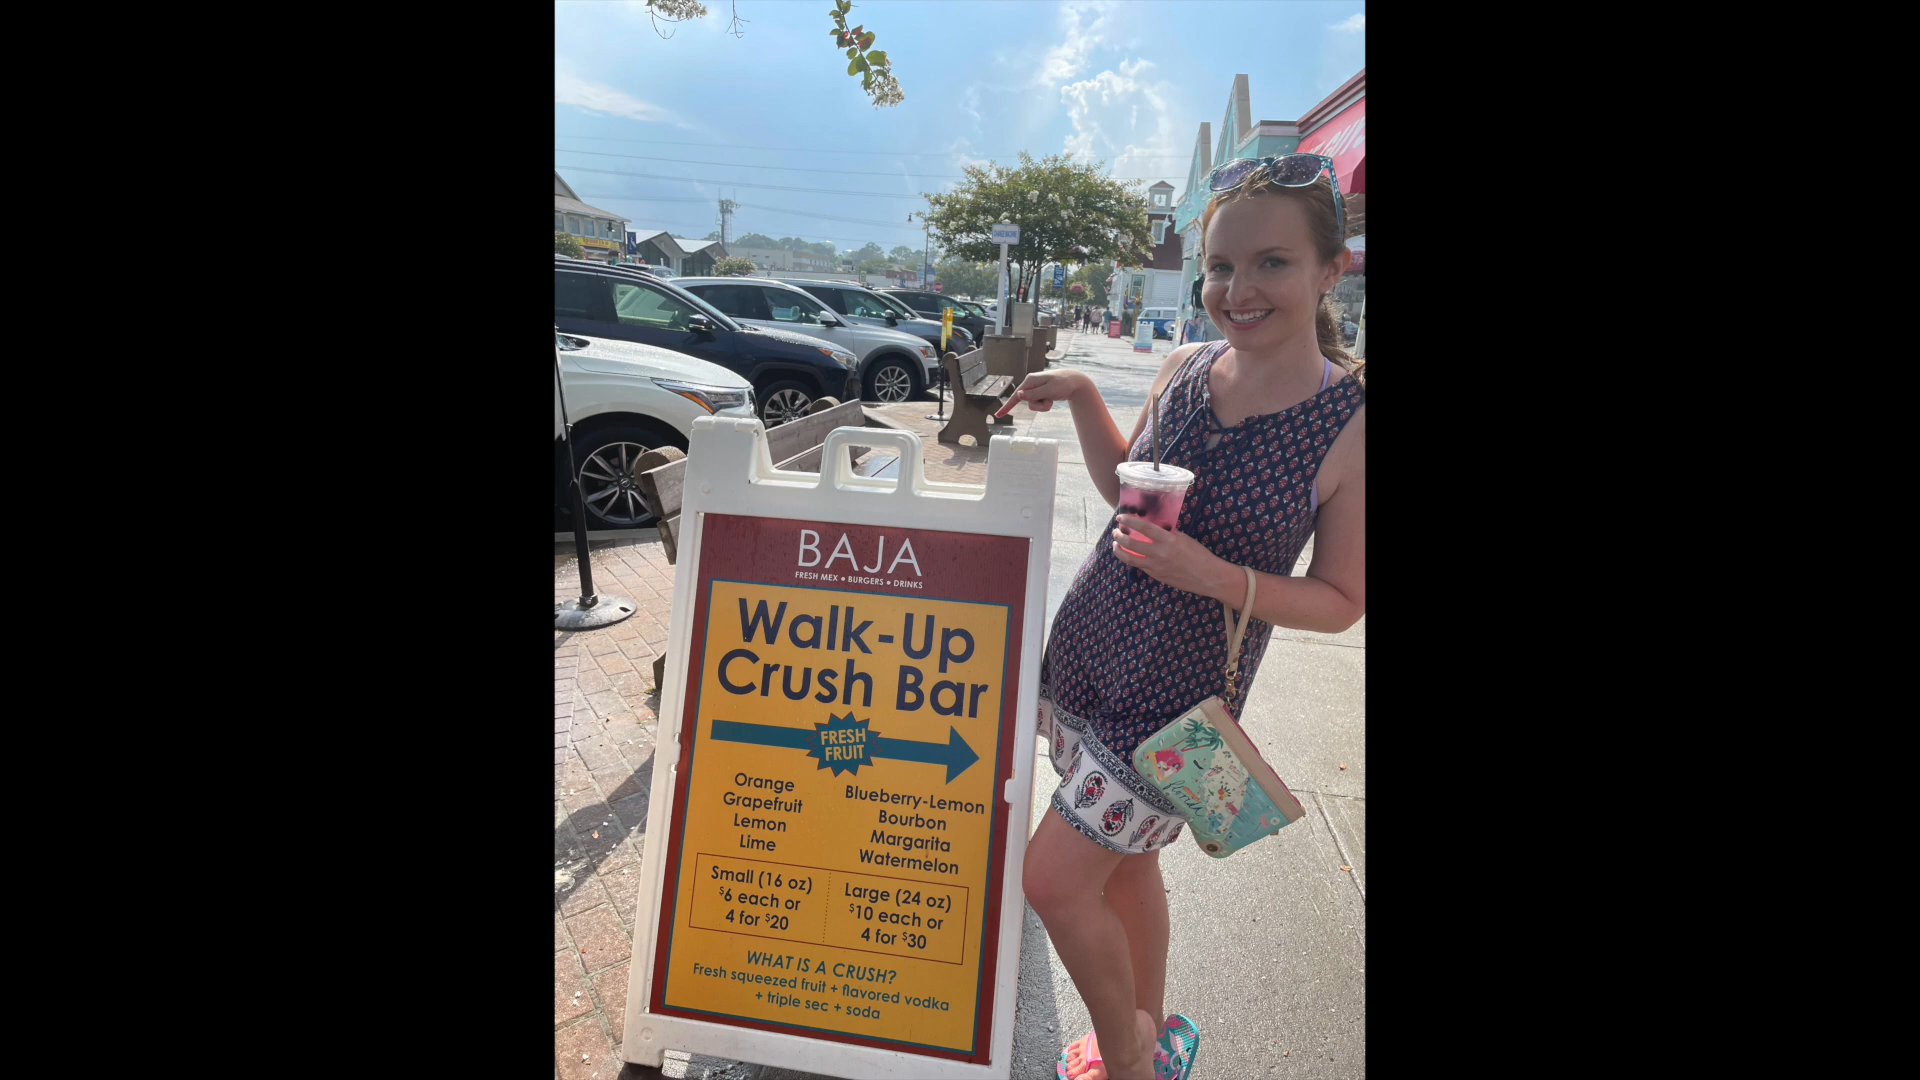 BAJA
FRESH MEX • BURGERS • DRINKS
Walk-Up
Crush Bar
FRESH
FRUIT
Orange
Grapefruit
Lemon
Lime
Blueberry-Lemon
Bourbon
Margarita
Watermelon
Small (16 oz)
$6 each or
4 for $20
Large (24 oz)
$10 each or
4 for $30
WHAT IS A CRUSH?
Fresh squeezed fruit + flavored vodka
+ triple sec + soda